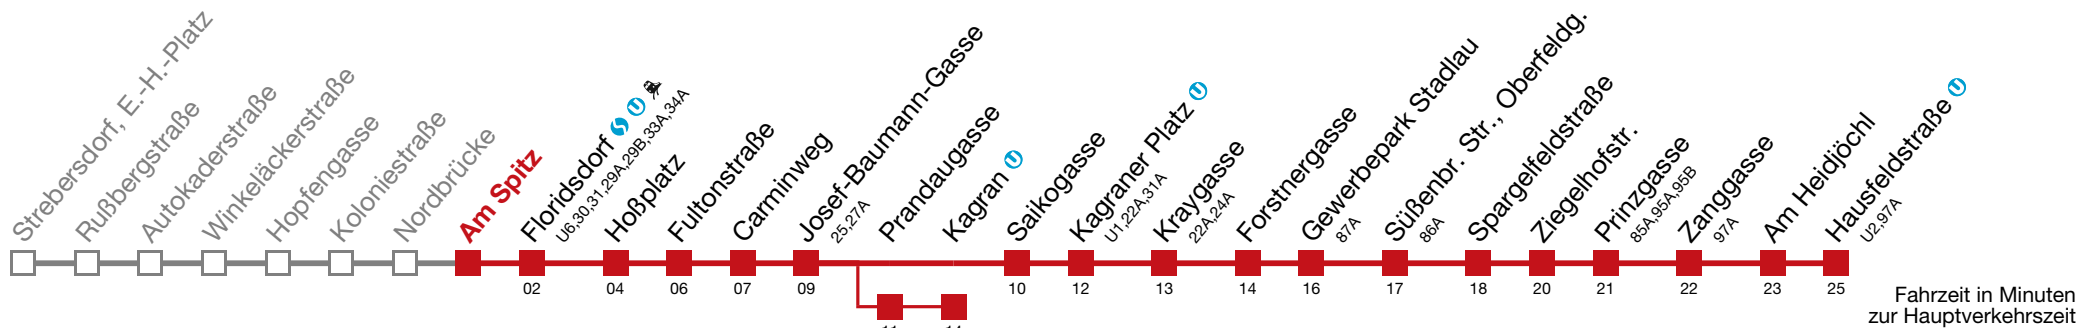 Strebersdorf, E.-H.-Platz
Rußbergstraße
Autokaderstraße
Winkeläckerstraße
Hopfengasse
Koloniestraße
Nordbrücke
Am Spitz
Floridsdorf
U6,30,31,29A,29B,33A,34A
Hoßplatz
Fultonstraße
Carminweg
Josef-Baumann-Gasse
25,27A
Prandaugasse
Kagran U
Saikogasse
Kagraner Platz U
U1,22A,31A
Kraygasse
22A,24A
Forstnergasse
Gewerbepark Stadlau
87A
Süßenbr. Str., Oberfeldg.
86A
Spargelfeldstraße
Ziegelhofstr.
Prinzgasse
85A,95A,95B
Zanggasse
97A
Am Heidjöchl
Hausfeldstraße U
U2,97A
02 04 06 07 09 10 12 13 14 16 17 18 20 21 22 23 25
Fahrzeit in Minuten
zur Hauptverkehrszeit